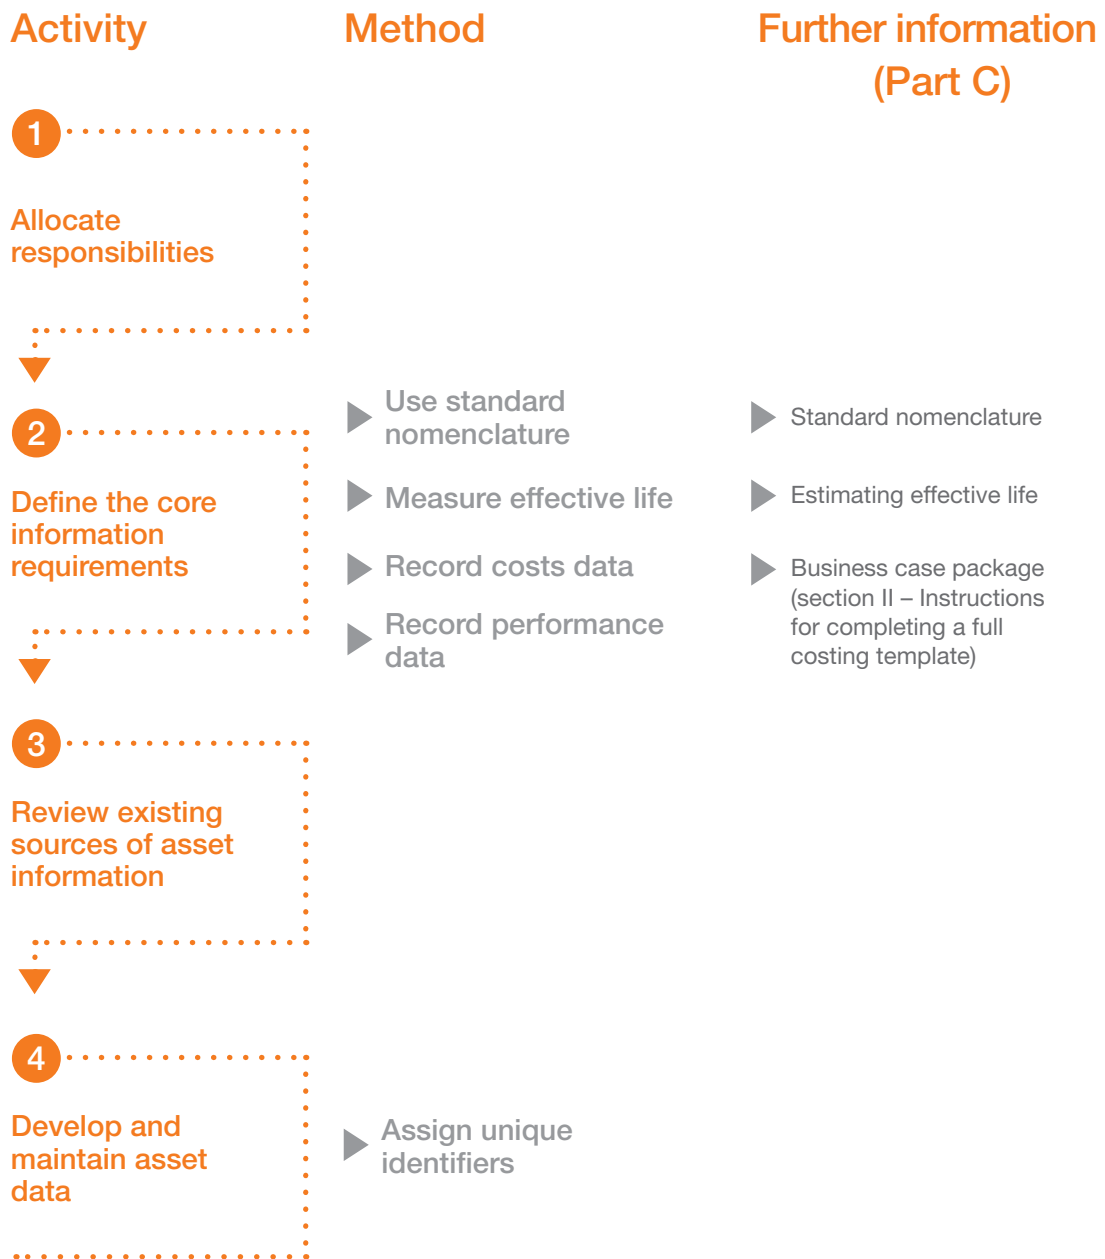 Activity
Method
Further information
(Part C)
1
Allocate
responsibilities
2
Define the core
information
requirements
Use standard
nomenclature
Measure effective life
Record costs data
Record performance
data
Standard nomenclature
Estimating effective life
Business case package
(section II – Instructions
for completing a full
costing template)
3
Review existing
sources of asset
information
4
Develop and
maintain asset
data
Assign unique
identifiers